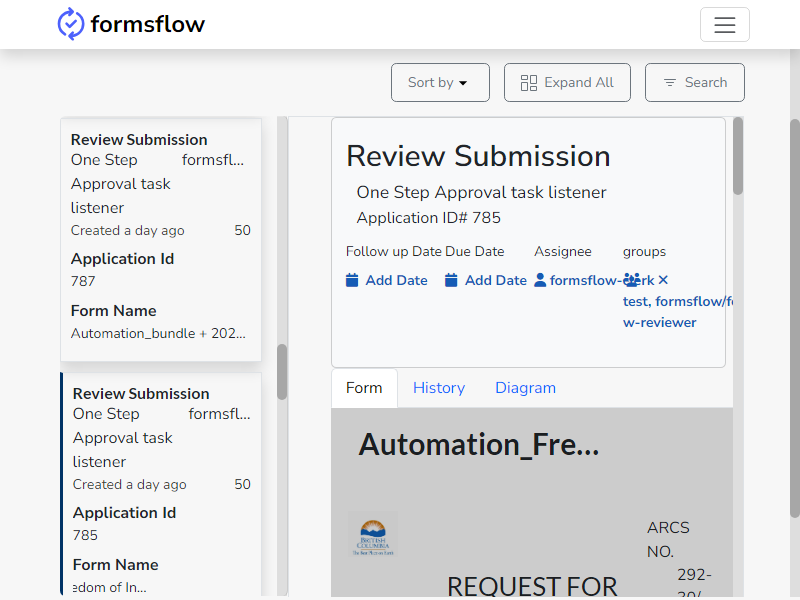 formsflow
Sort by
Expand All
Search
Review Submission
One Step formsfl...
Approval task
listener
Created a day ago 50
Application Id
787
Form Name
Automation_bundle + 202...
Review Submission
One Step formsfl...
Approval task
listener
Created a day ago 50
Application Id
785
Form Name
edom of In...
Review Submission
One Step Approval task listener
Application ID# 785
Follow up Date Due Date Assignee groups
Add Date Add Date formsflow-clerk
test, formsflow/fo
w-reviewer
Form History Diagram
Automation_Fre...
BRITISH
COLUMBIA
The Best Place on Earth
ARCS
NO.
292-
30/
REQUEST FOR